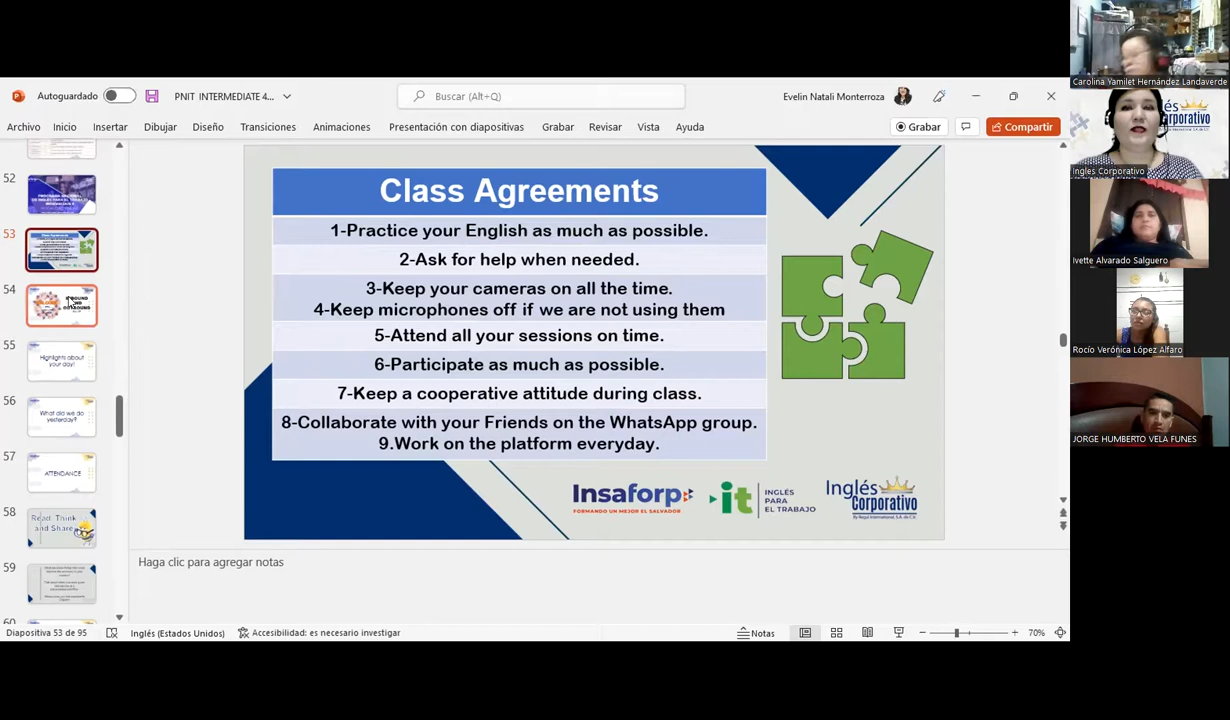 Autoguardado
PNIT INTERMEDIATE 4...
Buscar (Alt+Q)
Evelin Natali Monterroza
Archivo
Inicio
Insertar
Dibujar
Diseño
Transiciones
Animaciones
Presentación con diapositivas
Grabar
Revisar
Vista
Ayuda
Grabar
Compartir
52
53
54
55
Highlights about
your day!
56
What did we do
yesterday?
57
ATTENDANCE
58
React, Think
and Share
59
60
Class Agreements
1-Practice your English as much as possible.
2-Ask for help when needed.
3-Keep your cameras on all the time.
4-Keep microphones off if we are not using them
5-Attend all your sessions on time.
6-Participate as much as possible.
7-Keep a cooperative attitude during class.
8-Collaborate with your Friends on the WhatsApp group.
9.Work on the platform everyday.
Insaforp
FORMANDO UN MEJOR EL SALVADOR
it
INGLÉS
PARA
EL TRABAJO
Inglés
Corporativo
Haga clic para agregar notas
Diapositiva 53 de 95
Inglés (Estados Unidos)
Accesibilidad: es necesario investigar
Notas
70%
Carolina Yamilet Hernández Landaverde
Ingles Corporativo
Ivette Alvarado Salguero
Rocío Verónica López Alfaro
JORGE HUMBERTO VELA FUNES